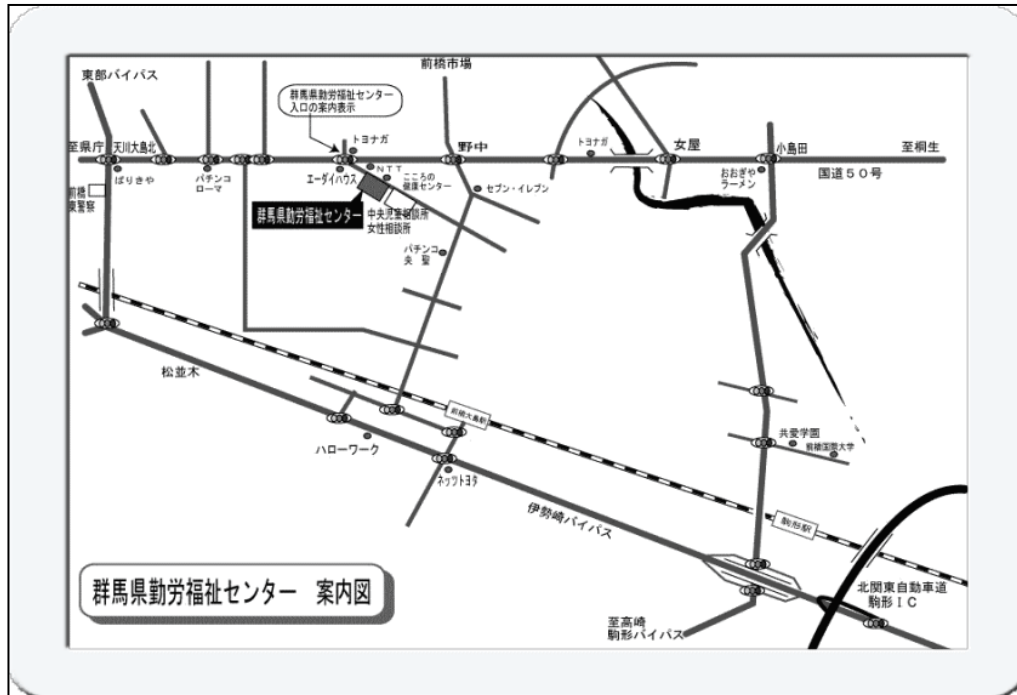 前橋市場
東部バイパス
群馬県勤労福祉センター
入口の案内表示
トヨナガ
至県庁
天川大島北
野中
トヨナガ
女屋
小島田
至桐生
国道50号
ばりきや
パチンコ
ローマ
エーダイハウス
NTT
こころの
健康センター
セブン・イレブン
おおぎや
ラーメン
前橋
東警察
群馬県勤労福祉センター
中央児童相談所
女性相談所
パチンコ
央聖
松並木
前橋大島駅
ハローワーク
ネッツトヨタ
共愛学園
前橋国際大学
伊勢崎バイパス
駒形駅
群馬県勤労福祉センター 案内図
北関東自動車道
駒形IC
至高崎
駒形バイパス